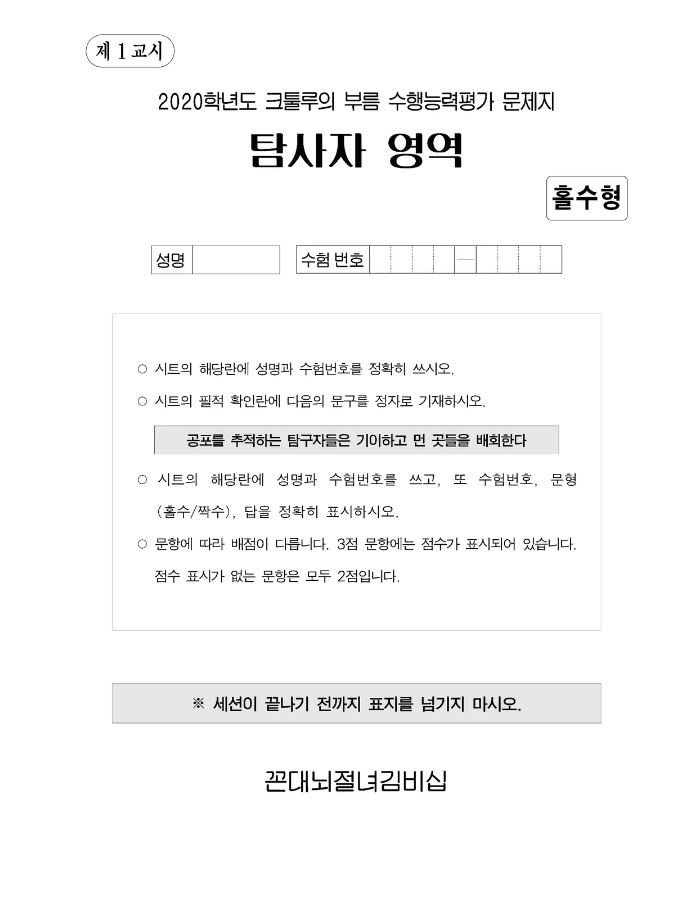 제 1 교시
2020학년도 크툴루의 부름 수행능력평가 문제지
탐사자 영역
홀수형
성명
수험 번호
—
○ 시트의 해당란에 성명과 수험번호를 정확히 쓰시오.
○ 시트의 필적 확인란에 다음의 문구를 정자로 기재하시오.
공포를 추적하는 탐구자들은 기이하고 먼 곳들을 배회한다
○ 시트의 해당란에 성명과 수험번호를 쓰고, 또 수험번호, 문형
(홀수/짝수), 답을 정확히 표시하시오.
○ 문항에 따라 배점이 다릅니다. 3점 문항에는 점수가 표시되어 있습니다.
점수 표시가 없는 문항은 모두 2점입니다.
※ 세션이 끝나기 전까지 표지를 넘기지 마시오.
꼰대뇌절녀김비십